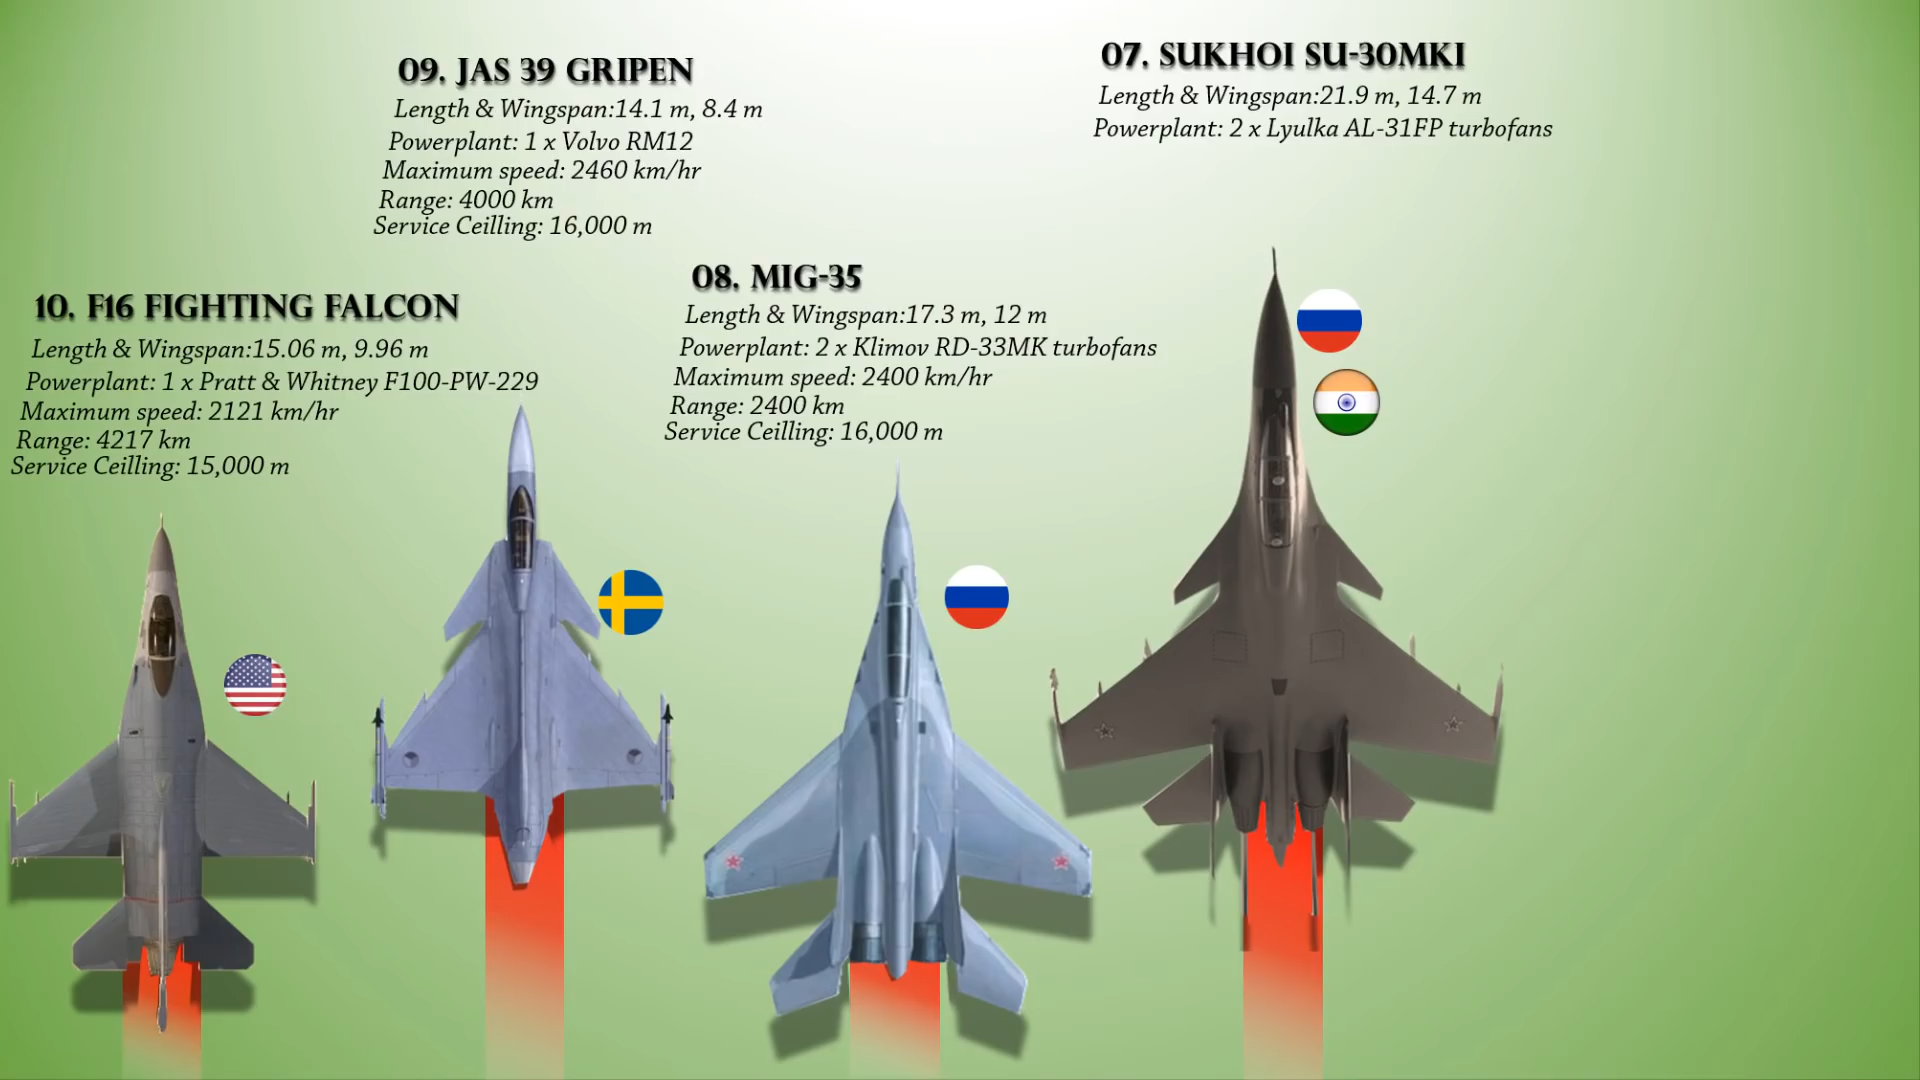 09. JAS 39 GRIPEN
Length & Wingspan:14.1 m, 8.4 m
Powerplant: 1 x Volvo RM12
Maximum speed: 2460 km/hr
Range: 4000 km
Service Ceilling: 16,000 m
07. SUKHOI SU-30MKI
Length & Wingspan:21.9 m, 14.7 m
Powerplant: 2 x Lyulka AL-31FP turbofans
08. MIG-35
Length & Wingspan:17.3 m, 12 m
Powerplant: 2 x Klimov RD-33MK turbofans
Maximum speed: 2400 km/hr
Range: 2400 km
Service Ceilling: 16,000 m
10. F16 FIGHTING FALCON
Length & Wingspan:15.06 m, 9.96 m
Powerplant: 1 x Pratt & Whitney F100-PW-229
Maximum speed: 2121 km/hr
Range: 4217 km
Service Ceilling: 15,000 m